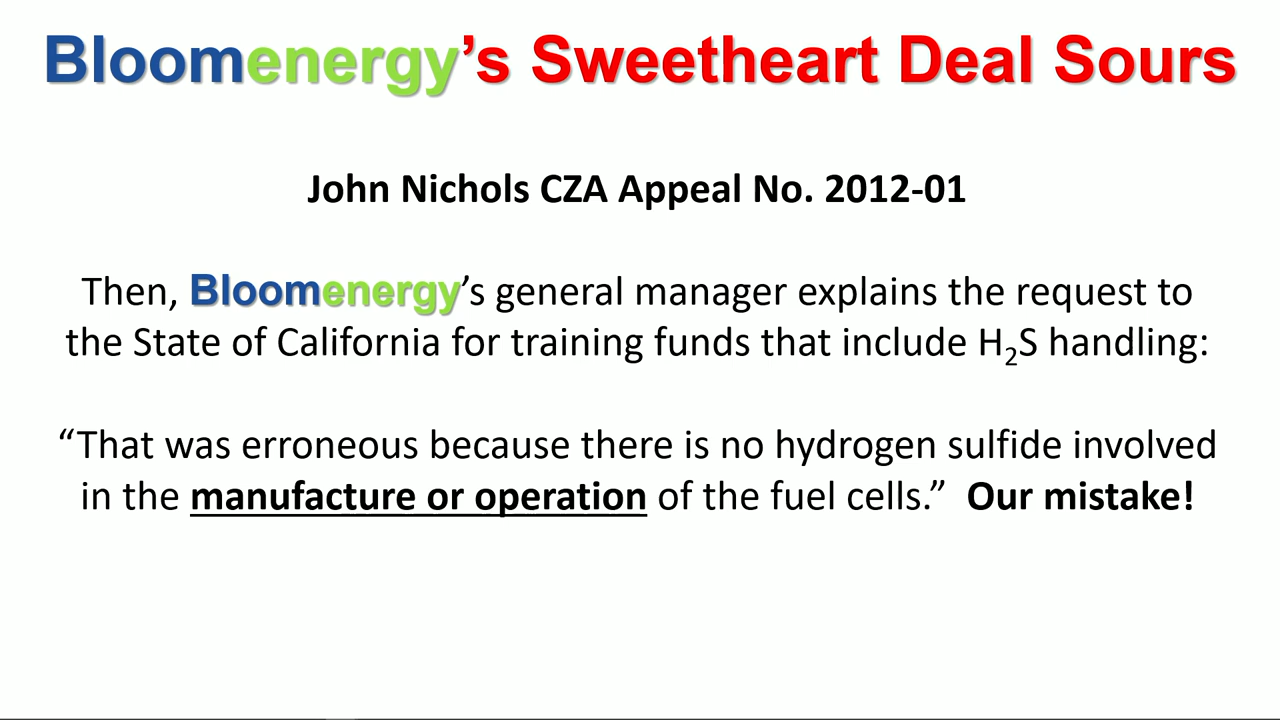 Bloomenergy’s Sweetheart Deal Sours
John Nichols CZA Appeal No. 2012-01
Then, Bloomenergy’s general manager explains the request to
the State of California for training funds that include H₂S handling:
“That was erroneous because there is no hydrogen sulfide involved
in the manufacture or operation of the fuel cells.” Our mistake!